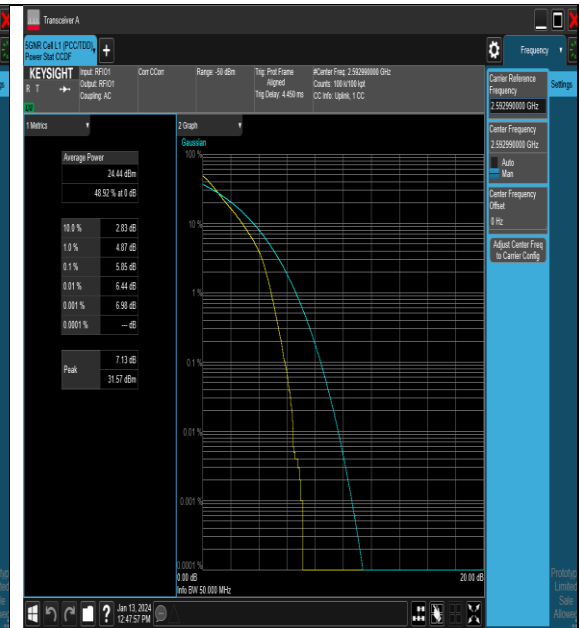 Transceiver A
5GNR Cell L1 (PCC/TDD),
Power Stat CCDF
Frequency
KEYSIGHT
R T
LV
Input: RFIO1
Output: RFIO1
Coupling: AC
Corr CCorr
Range: -50 dBm
Trig: Prot Frame
Aligned
Trig Delay: 4.450 ms
#Center Freq: 2.592990000 GHz
Counts: 100 k/100 kpt
CC Info: Uplink, 1 CC
Carrier Reference
Frequency
2.592990000 GHz
Settings
Center Frequency
2.592990000 GHz
Auto
Man
Center Frequency
Offset
0 Hz
Adjust Center Freq
to Carrier Config
1 Metrics
Average Power
24.44 dBm
48.92 % at 0 dB
10.0 % 2.83 dB
1.0 % 4.87 dB
0.1 % 5.85 dB
0.01 % 6.44 dB
0.001 % 6.98 dB
0.0001 % --- dB
Peak
7.13 dB
31.57 dBm
2 Graph
Gaussian
100 %
10 %
1 %
0.1 %
0.01 %
0.001 %
0.0001 %
0.00 dB
20.00 dB
Info BW 50.000 MHz
Jan 13, 2024
12:47:57 PM
?